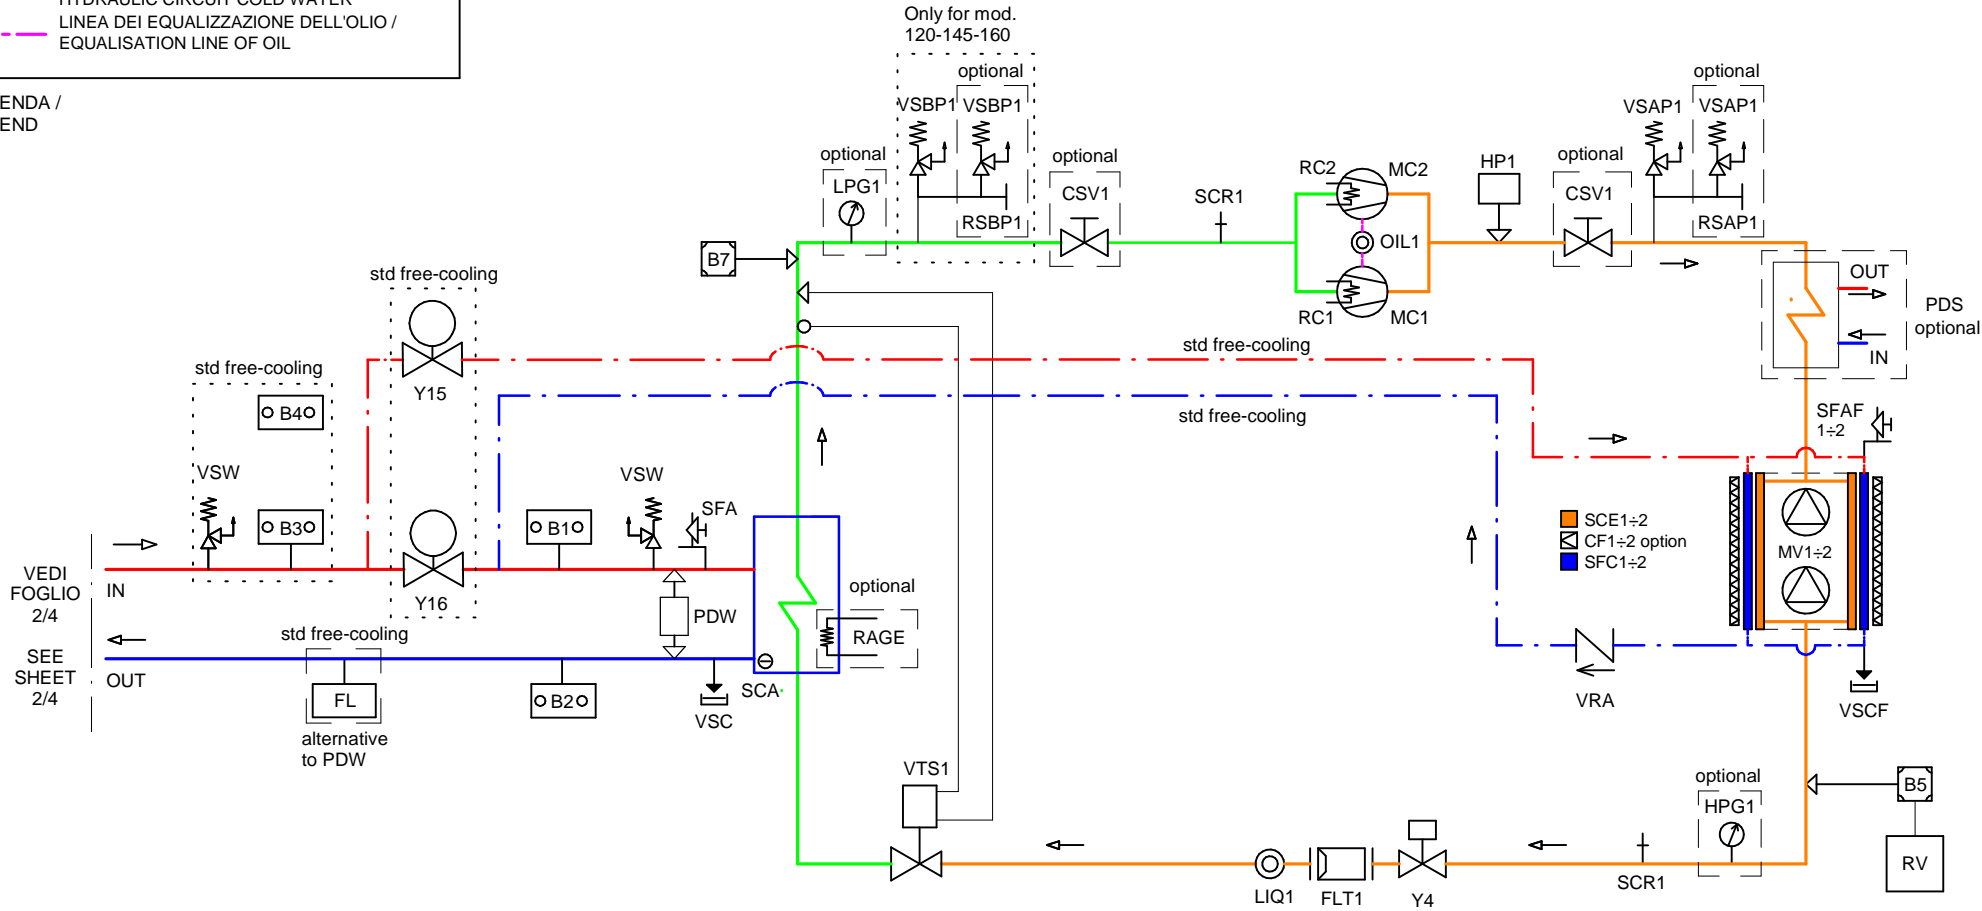 HYDRAULIC CIRCUIT COLD WATER
LINEA DEI EQUALIZZAZIONE DELL'OLIO /
EQUALISATION LINE OF OIL
ENDA /
END
Only for mod.
120-145-160
optional
VSBP1
VSBP1
RSBP1
optional
LPG1
optional
CSV1
SCR1
RC2
MC2
OIL1
RC1
MC1
HP1
optional
CSV1
optional
VSAP1
VSAP1
RSAP1
OUT
IN
PDS
optional
B7
std free-cooling
Y15
std free-cooling
B4
VSW
B3
Y16
std free-cooling
std free-cooling
B1
VSW
SFA
VEDI
FOGLIO
2/4
SEE
SHEET
2/4
IN
OUT
std free-cooling
FL
alternative
to PDW
B2
PDW
VSC
SCA
optional
RAGE
SFAF
1÷2
SCE1÷2
CF1÷2 option
SFC1÷2
MV1÷2
VRA
VSCF
VTS1
LIQ1
FLT1
Y4
SCR1
optional
HPG1
B5
RV